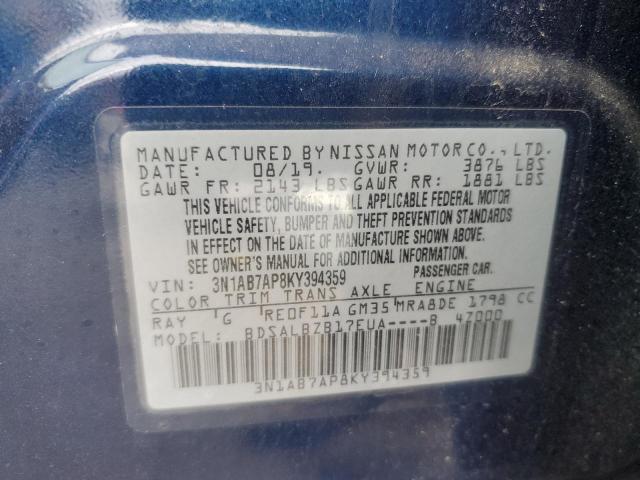 MANUFACTURED BY NISSAN MOTOR CO., LTD.
DATE: 08/19. GVWR: 3876 LBS
GAWR FR: 2143 LBS GAWR RR: 1881 LBS
THIS VEHICLE CONFORMS TO ALL APPLICABLE FEDERAL MOTOR
VEHICLE SAFETY, BUMPER AND THEFT PREVENTION STANDARDS
IN EFFECT ON THE DATE OF MANUFACTURE SHOWN ABOVE.
SEE OWNER'S MANUAL FOR ADDITIONAL INFORMATION.
VIN: 3N1AB7AP8KY394359 PASSENGER CAR.
COLOR TRIM TRANS AXLE ENGINE
RAY G RE0F11A GM35 MRA8DE 1798 CC
MODEL: BDSALBZB17EUA----B 4Z000
3N1AB7AP8KY394359